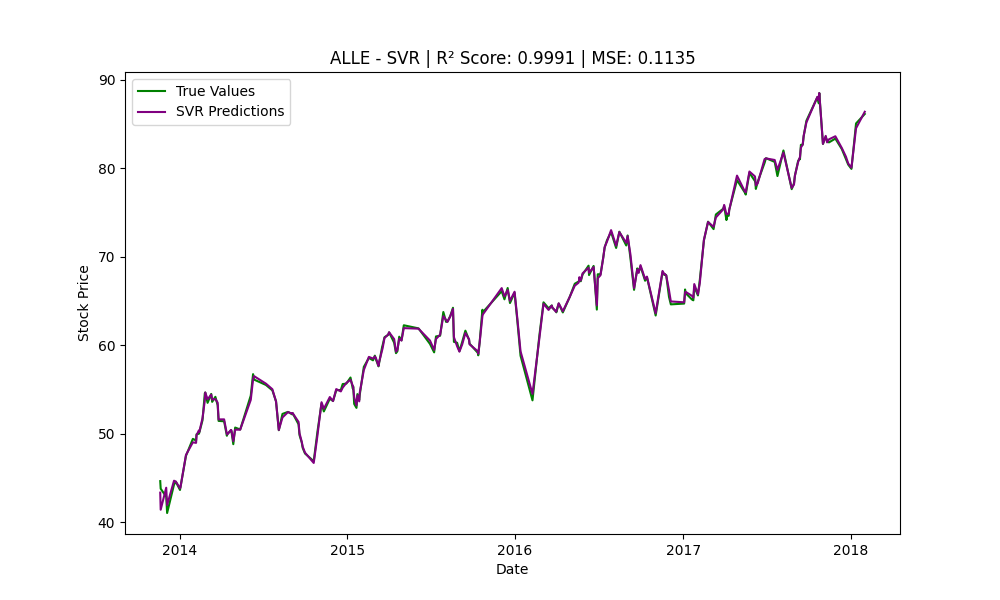 ALLE - SVR | R² Score: 0.9991 | MSE: 0.1135
True Values
SVR Predictions
Stock Price
90
80
70
60
50
40
2014 2015 2016 2017 2018
Date